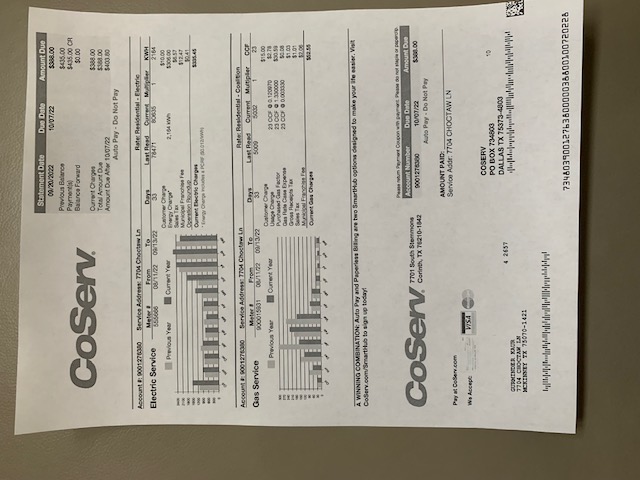 Statement Date Due Date Amount Due
09/20/2022 10/07/22 $388.00
Previous Balance $435.00
Payment(s) $435.00 CR
Balance Forward $0.00
Current Charges $388.00
Total Amount Due $388.00
Amount Due After 10/07/22 $403.80
Auto Pay - Do Not Pay
CoServ
Account #: 9001276380 Service Address: 7704 Choctaw Ln Rate: Residential - Electric
Electric Service Meter # From To Days Last Read Current Multiplier KWH
555666 08/11/22 09/13/22 33 78471 80635 1 2164
Previous Year Current Year
Customer Charge $10.00
Energy Charge* 2,164 kWh $306.00
Sales Tax $6.57
Municipal Franchise Fee $12.47
Operation Roundup $0.41
Current Electric Charges $335.45
* Energy Charge includes a PCRF
Account #: 9001276380 Service Address: 7704 Choctaw Ln Rate: Residential - Coalition
Gas Service Meter # From To Days Last Read Current Multiplier CCF
900015931 08/11/22 09/13/22 33 5009 5032 1 23
Previous Year Current Year
Customer Charge $15.00
Usage Charge 23 CCF @ 0.120970 $2.78
Purchased Gas Factor 23 CCF @ 1.330000 $30.59
Gas Rate Case Expense 23 CCF @ 0.003330 $0.08
Gross Receipts Tax $1.03
Sales Tax $1.01
Municipal Franchise Fee $2.06
Current Gas Charges $52.55
A WINNING COMBINATION: Auto Pay and Paperless Billing are two SmartHub options designed to make your life easier. Visit
CoServ.com/SmartHub to sign up today!
Please return Payment Coupon with payment. Please do not staple or paperclip.
CoServ 7701 South Stemmons
Corinth, TX 76210-1842
Account Number Due Date Amount Due
9001276380 10/07/22 $388.00
Auto Pay - Do Not Pay
AMOUNT PAID:
Service Addr: 7704 CHOCTAW LN
Pay at CoServ.com
We Accept: VISA
COSERV
PO BOX 734803
DALLAS TX 75373-4803
10
4 2657
GURMINDER KAUR
7704 CHOCTAW LN
MCKINNEY TX 75070-1421